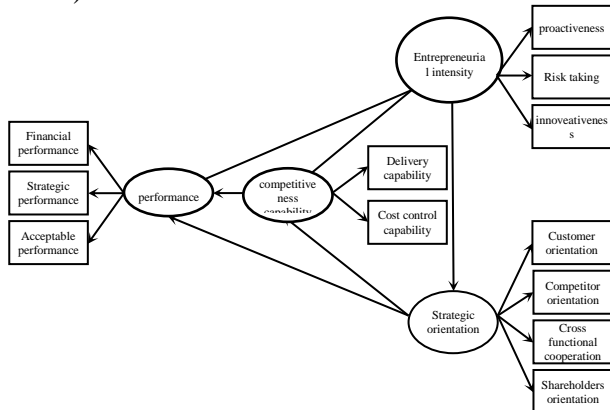 )
proactiveness
Entrepreneuria
l intensity
Risk taking
innoveativenes
s
Financial
performance
Strategic
performance
Acceptable
performance
performance
competitive
ness
capability
Delivery
capability
Cost control
capability
Customer
orientation
Competitor
orientation
Cross
functional
cooperation
Shareholders
orientation
Strategic
orientation